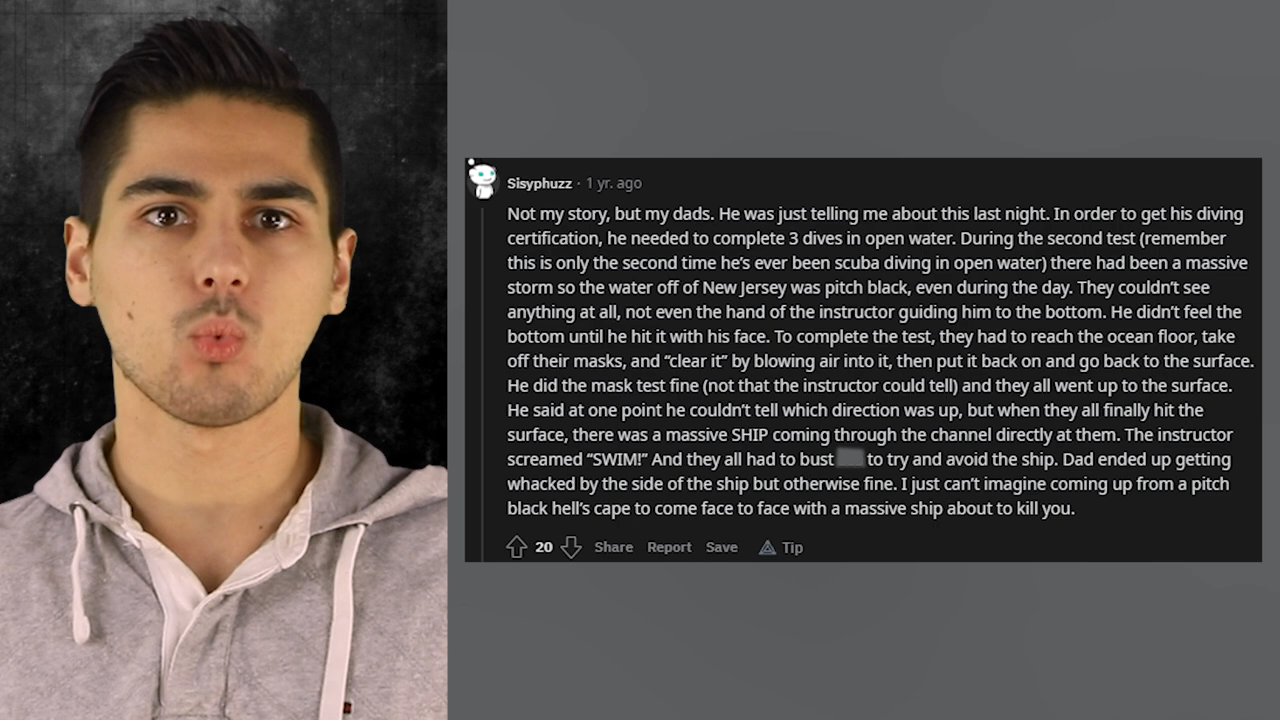 Sisyphuzz · 1 yr. ago
Not my story, but my dads. He was just telling me about this last night. In order to get his diving
certification, he needed to complete 3 dives in open water. During the second test (remember
this is only the second time he’s ever been scuba diving in open water) there had been a massive
storm so the water off of New Jersey was pitch black, even during the day. They couldn’t see
anything at all, not even the hand of the instructor guiding him to the bottom. He didn’t feel the
bottom until he hit it with his face. To complete the test, they had to reach the ocean floor, take
off their masks, and “clear it” by blowing air into it, then put it back on and go back to the surface.
He did the mask test fine (not that the instructor could tell) and they all went up to the surface.
He said at one point he couldn’t tell which direction was up, but when they all finally hit the
surface, there was a massive SHIP coming through the channel directly at them. The instructor
screamed “SWIM!” And they all had to bust to try and avoid the ship. Dad ended up getting
whacked by the side of the ship but otherwise fine. I just can’t imagine coming up from a pitch
black hell’s cape to come face to face with a massive ship about to kill you.
20 Share Report Save Tip